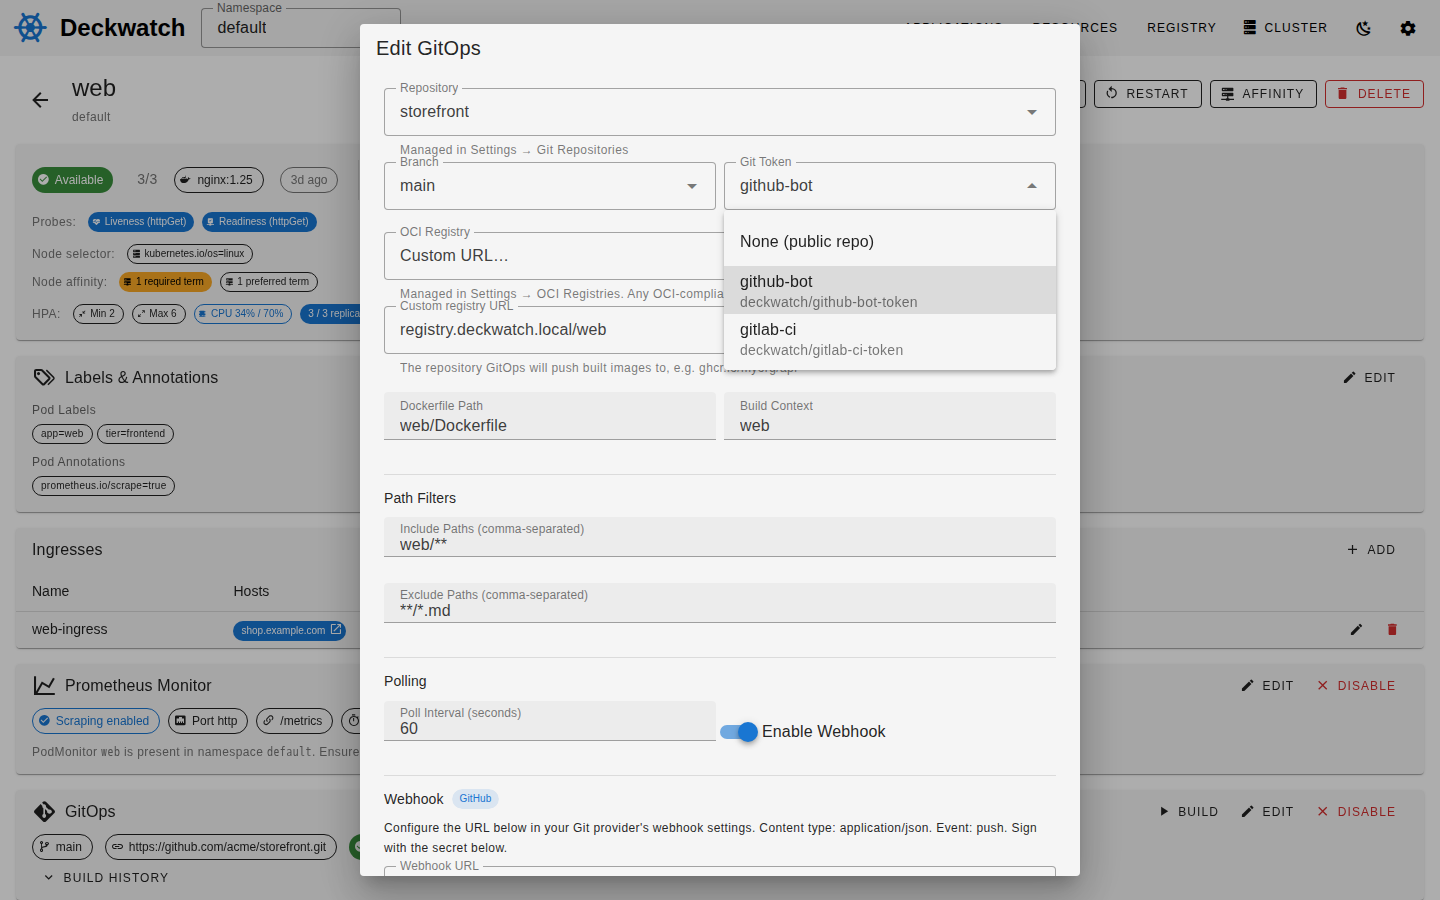 Deckwatch
Namespace
default
RESOURCES
REGISTRY
CLUSTER
web
default
RESTART
AFFINITY
DELETE
Available
3/3
nginx:1.25
3d ago
Probes:
Liveness (httpGet)
Readiness (httpGet)
Node selector:
kubernetes.io/os=linux
Node affinity:
1 required term
1 preferred term
HPA:
Min 2
Max 6
CPU 34% / 70%
3 / 3 replica
Labels & Annotations
EDIT
Pod Labels
app=web
tier=frontend
Pod Annotations
prometheus.io/scrape=true
Ingresses
ADD
Name
Hosts
web-ingress
shop.example.com
Prometheus Monitor
EDIT
DISABLE
Scraping enabled
Port http
/metrics
PodMonitor web is present in namespace default. Ensure
GitOps
BUILD
EDIT
DISABLE
main
https://github.com/acme/storefront.git
BUILD HISTORY
Edit GitOps
Repository
storefront
Managed in Settings → Git Repositories
Branch
main
Git Token
github-bot
None (public repo)
github-bot
deckwatch/github-bot-token
gitlab-ci
deckwatch/gitlab-ci-token
OCI Registry
Custom URL…
Managed in Settings → OCI Registries. Any OCI-complia
Custom registry URL
registry.deckwatch.local/web
The repository GitOps will push built images to, e.g.
Dockerfile Path
web/Dockerfile
Build Context
web
Path Filters
Include Paths (comma-separated)
web/**
Exclude Paths (comma-separated)
**/*.md
Polling
Poll Interval (seconds)
60
Enable Webhook
Webhook
GitHub
Configure the URL below in your Git provider's webhook settings. Content type: application/json. Event: push. Sign
with the secret below.
Webhook URL